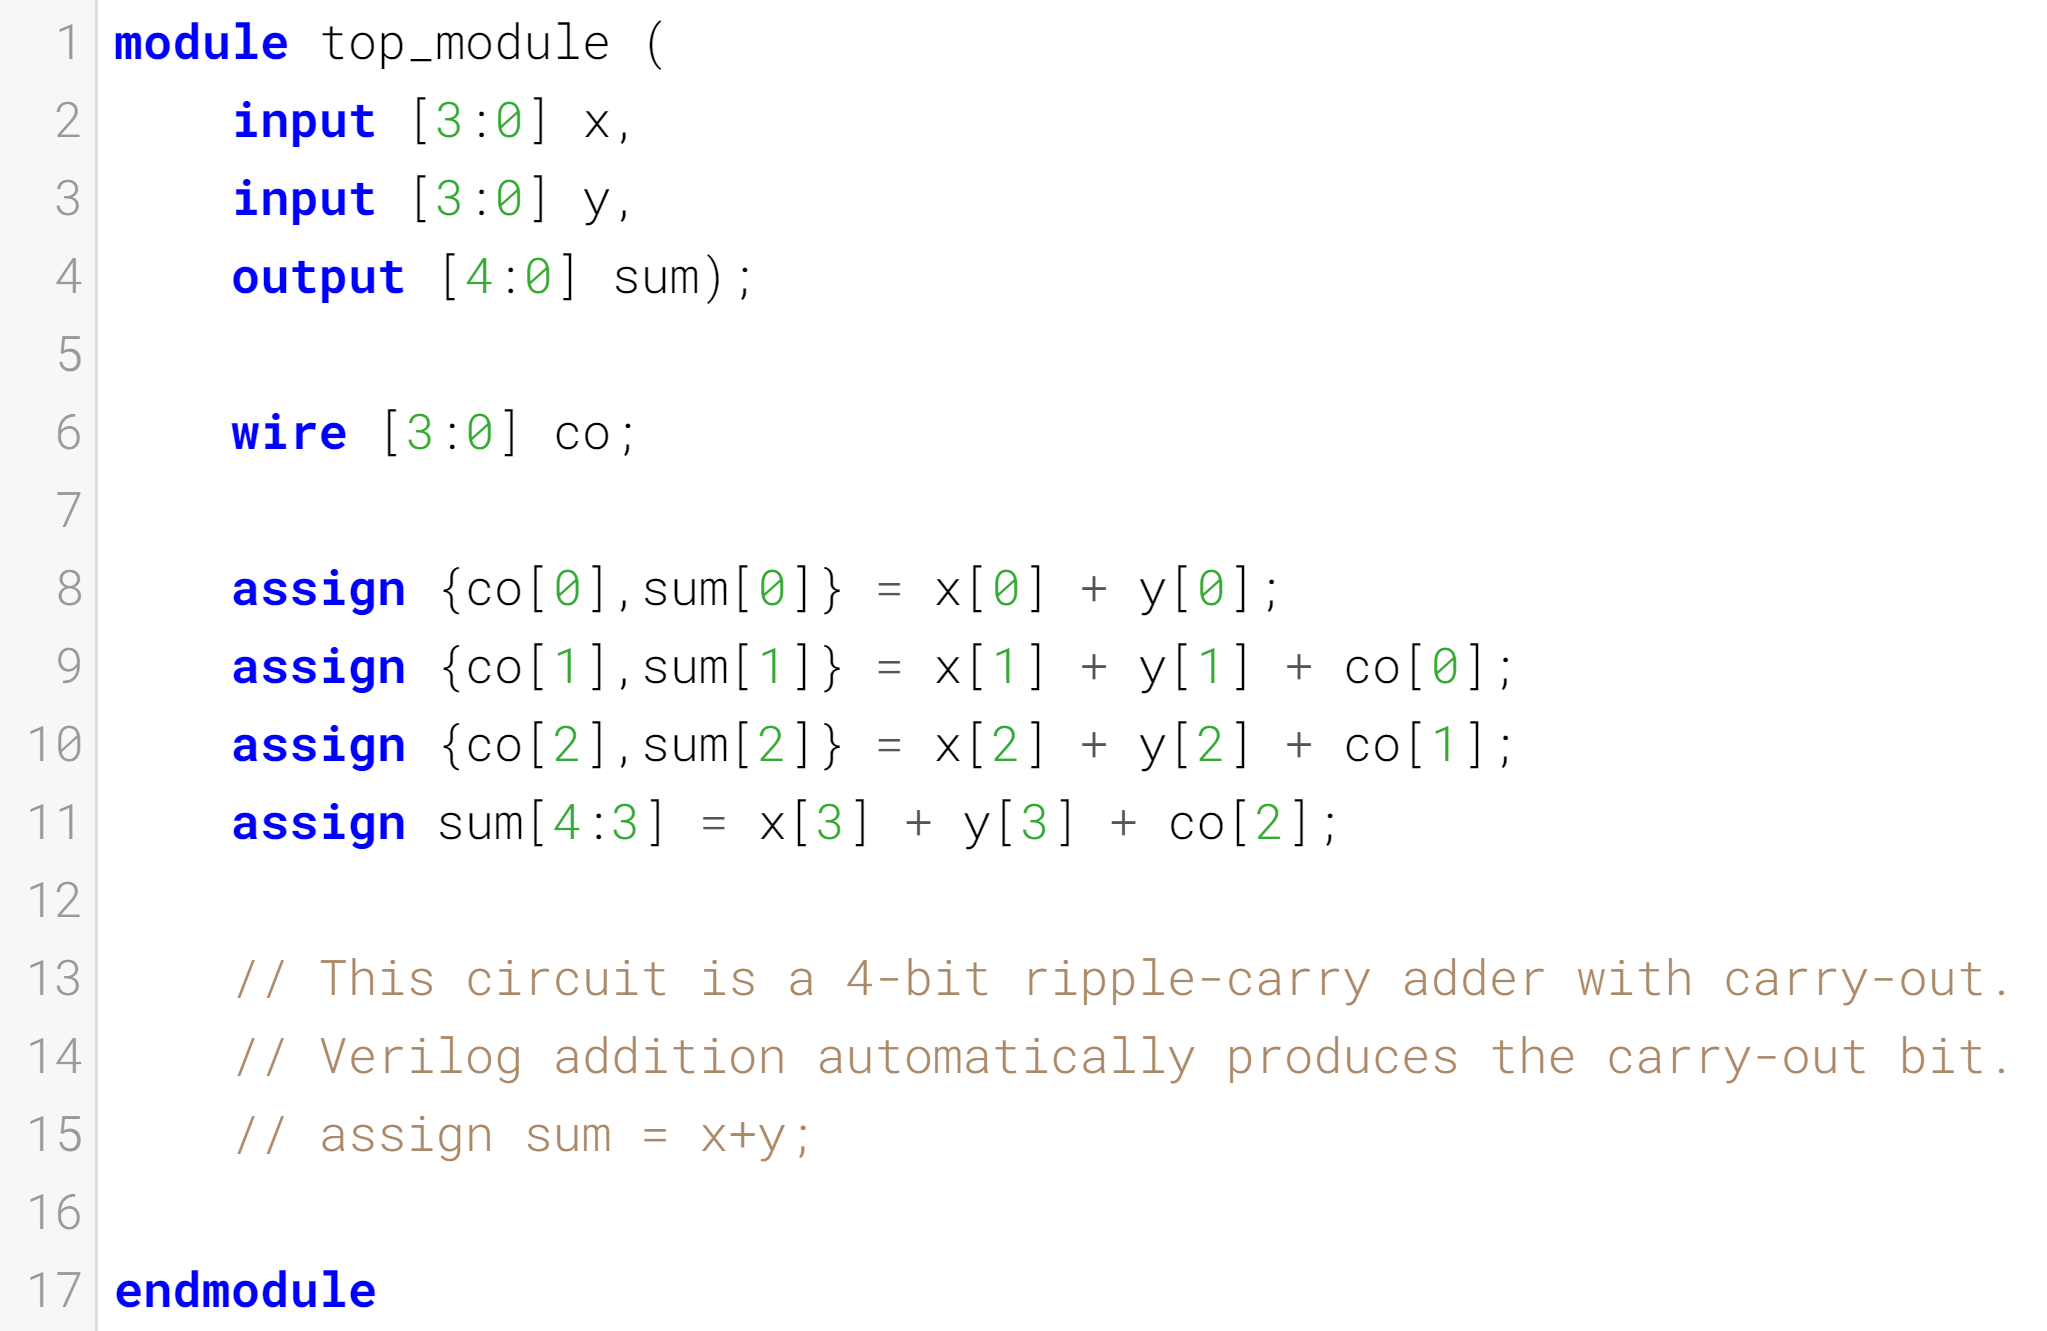 1 module top_module (
2     input [3:0] x,
3     input [3:0] y,
4     output [4:0] sum);
5
6     wire [3:0] co;
7
8     assign {co[0],sum[0]} = x[0] + y[0];
9     assign {co[1],sum[1]} = x[1] + y[1] + co[0];
10     assign {co[2],sum[2]} = x[2] + y[2] + co[1];
11     assign sum[4:3] = x[3] + y[3] + co[2];
12
13     // This circuit is a 4-bit ripple-carry adder with carry-out.
14     // Verilog addition automatically produces the carry-out bit.
15     // assign sum = x+y;
16
17 endmodule